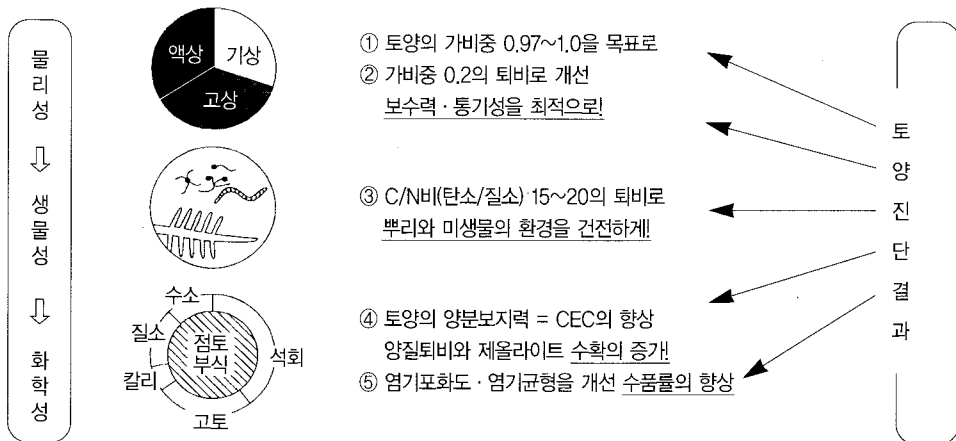 물리성
⇩
생물성
⇩
화학성
액상
기상
고상
① 토양의 가비중 0.97~1.0을 목표로
② 가비중 0.2의 퇴비로 개선
보수력 · 통기성을 최적으로!
③ C/N비(탄소/질소) 15~20의 퇴비로
뿌리와 미생물의 환경을 건전하게!
수소
질소
칼리
고토
석회
점토
부식
④ 토양의 양분보지력 = CEC의 향상
양질퇴비와 제올라이트 수확의 증가!
⑤ 염기포화도 · 염기균형을 개선 수품률의 향상
토양진단결과